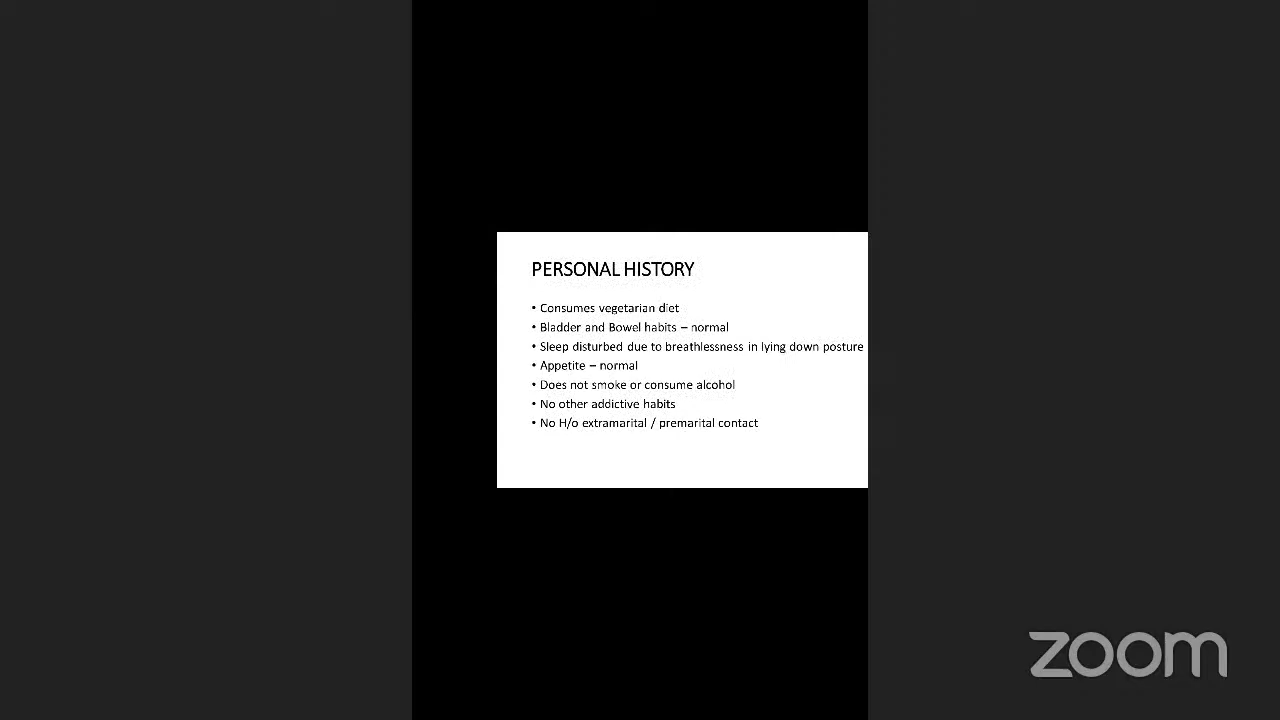 PERSONAL HISTORY
• Consumes vegetarian diet
• Bladder and Bowel habits – normal
• Sleep disturbed due to breathlessness in lying down posture
• Appetite – normal
• Does not smoke or consume alcohol
• No other addictive habits
• No H/o extramarital / premarital contact
zoom